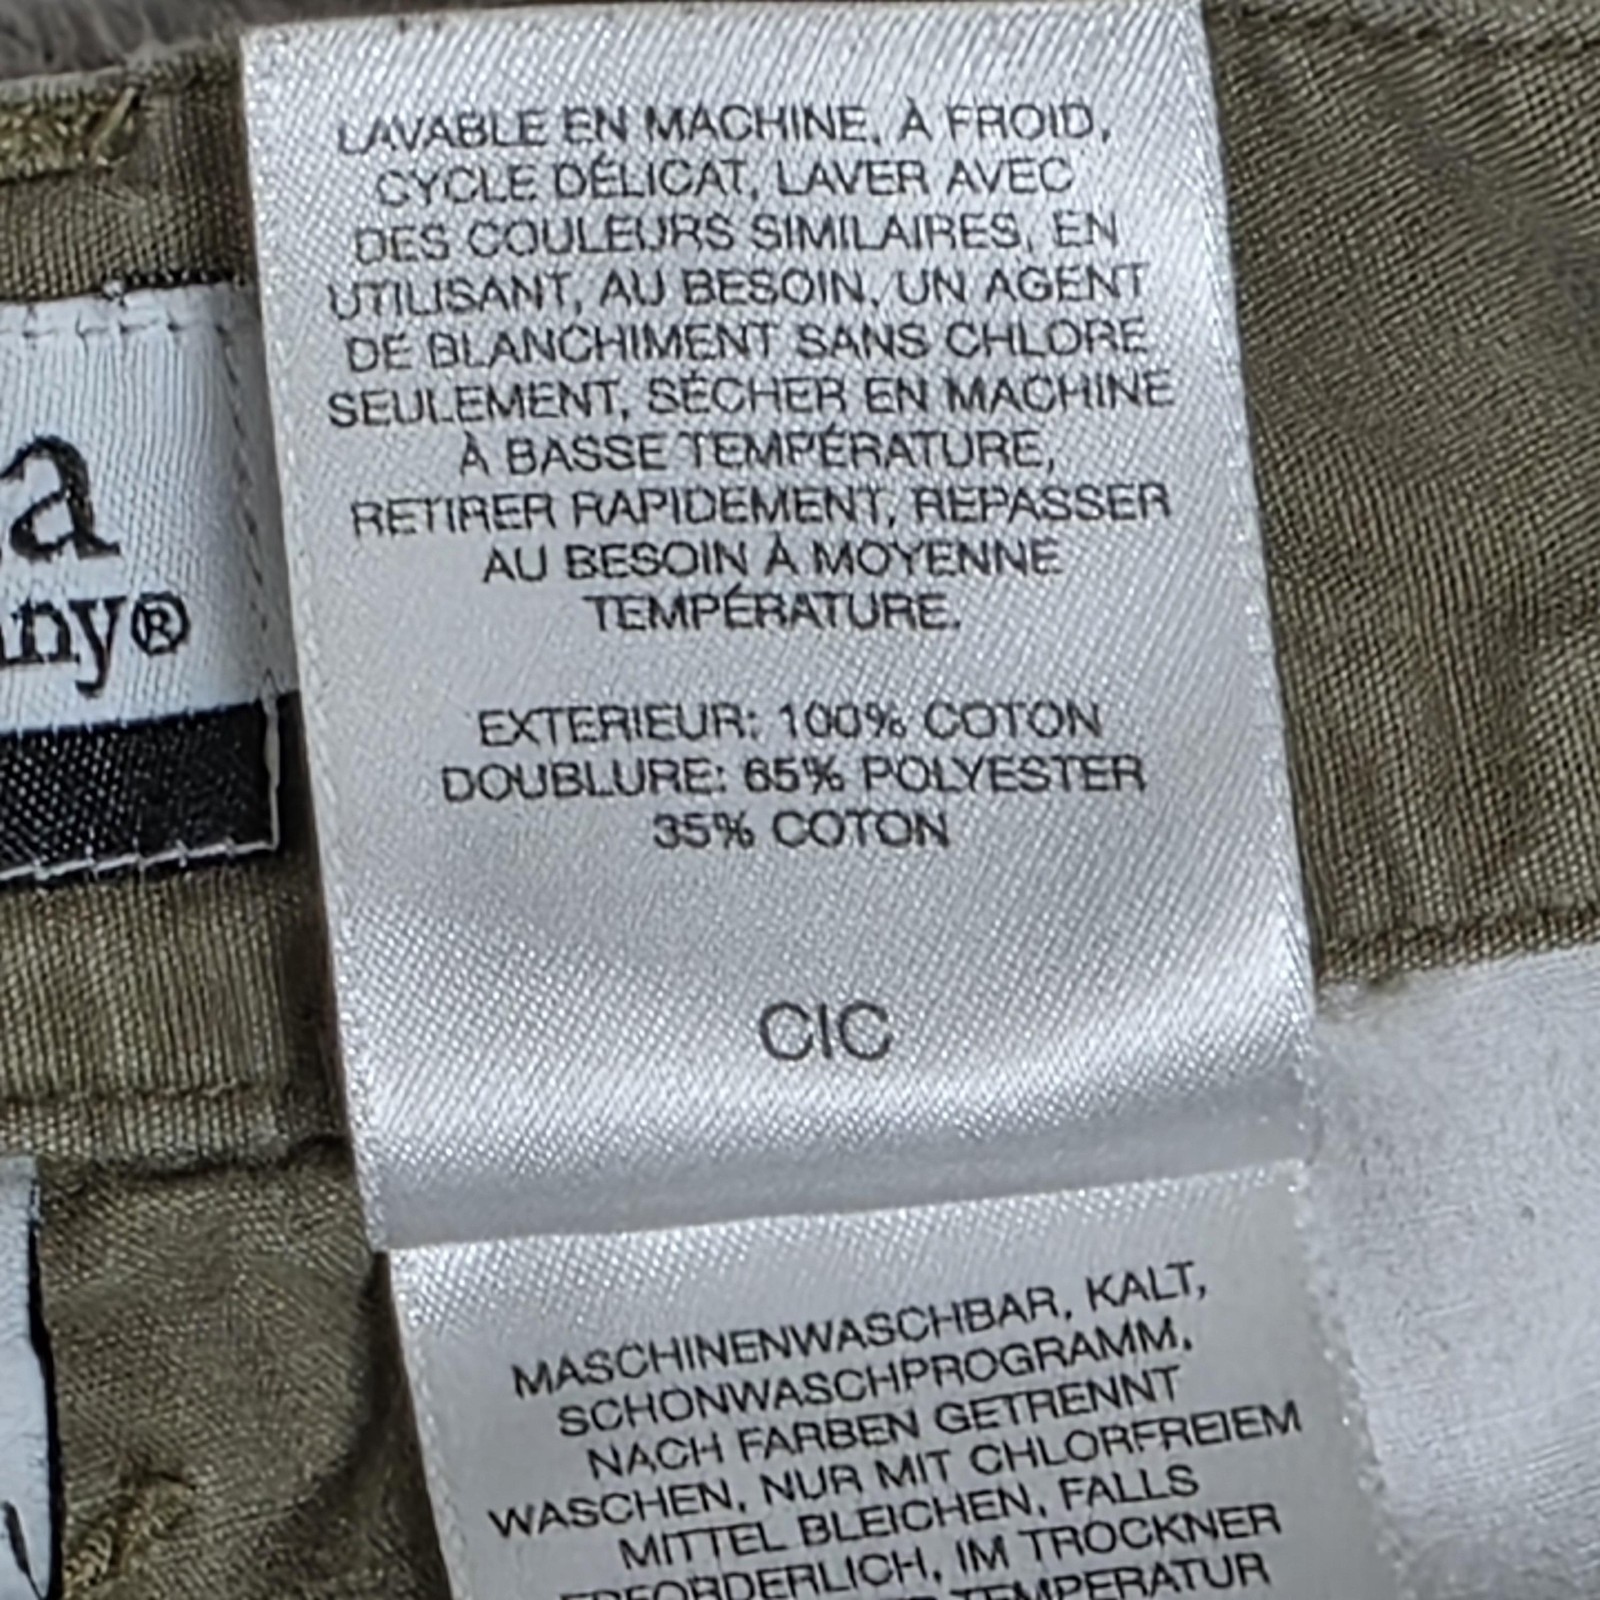 LAVABLE EN MACHINE, À FROID,
CYCLE DÉLICAT, LAVER AVEC
DES COULEURS SIMILAIRES, EN
UTILISANT, AU BESOIN, UN AGENT
DE BLANCHIMENT SANS CHLORE
SEULEMENT, SÉCHER EN MACHINE
À BASSE TEMPÉRATURE,
RETIRER RAPIDEMENT, REPASSER
AU BESOIN À MOYENNE
TEMPÉRATURE.
EXTERIEUR: 100% COTON
DOUBLURE: 65% POLYESTER
35% COTON
CIC
MASCHINENWASCHBAR, KALT,
SCHONWASCHPROGRAMM,
NACH FARBEN GETRENNT
WASCHEN, NUR MIT CHLORFREIEM
MITTEL BLEICHEN, FALLS
ERFORDERLICH, IM TROCKNER
TEMPERATUR